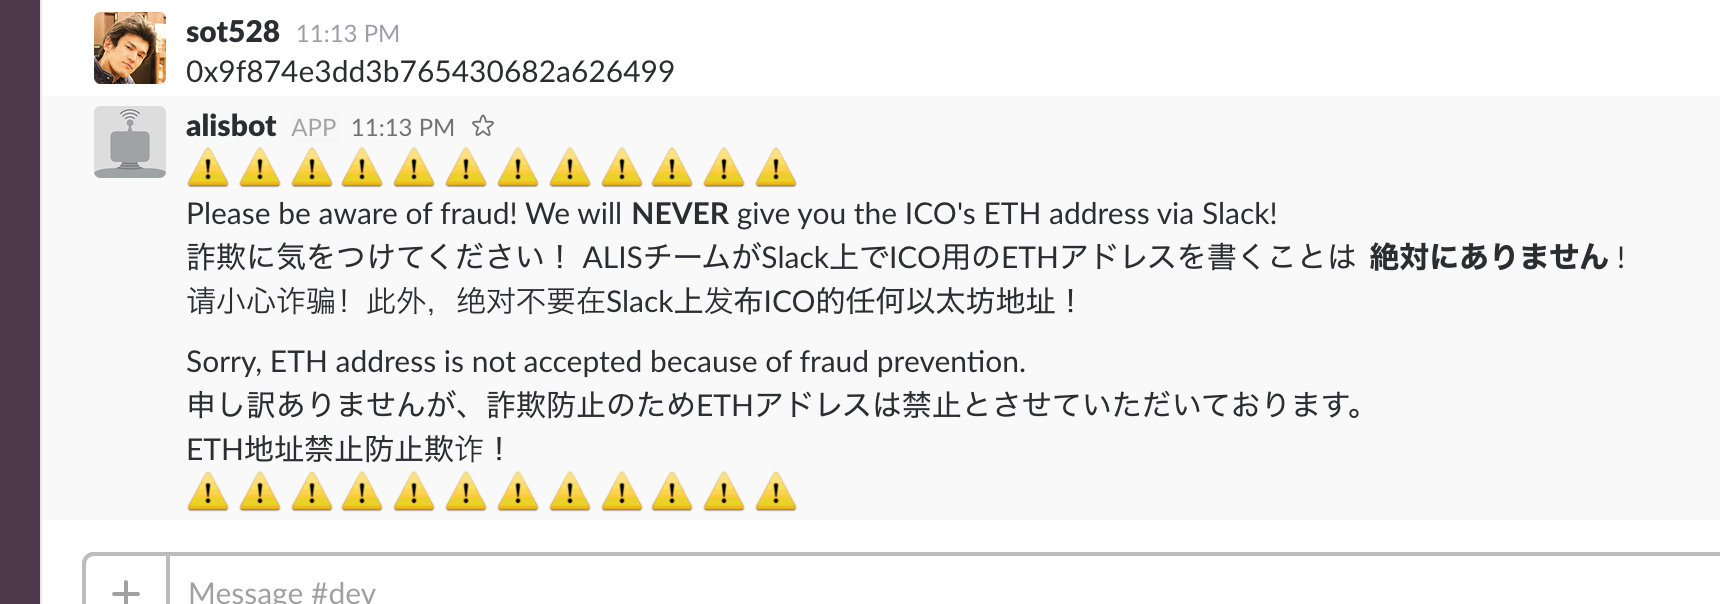 sot528 11:13 PM
0x9f874e3dd3b765430682a626499
alisbot APP 11:13 PM
Please be aware of fraud! We will NEVER give you the ICO's ETH address via Slack!
詐欺に気をつけてください！ ALISチームがSlack上でICO用のETHアドレスを書くことは 絶対にありません！
请小心诈骗！此外，绝对不要在Slack上发布ICO的任何以太坊地址！
Sorry, ETH address is not accepted because of fraud prevention.
申し訳ありませんが、詐欺防止のためETHアドレスは禁止とさせていただいております。
ETH地址禁止防止欺诈！
Message #dev